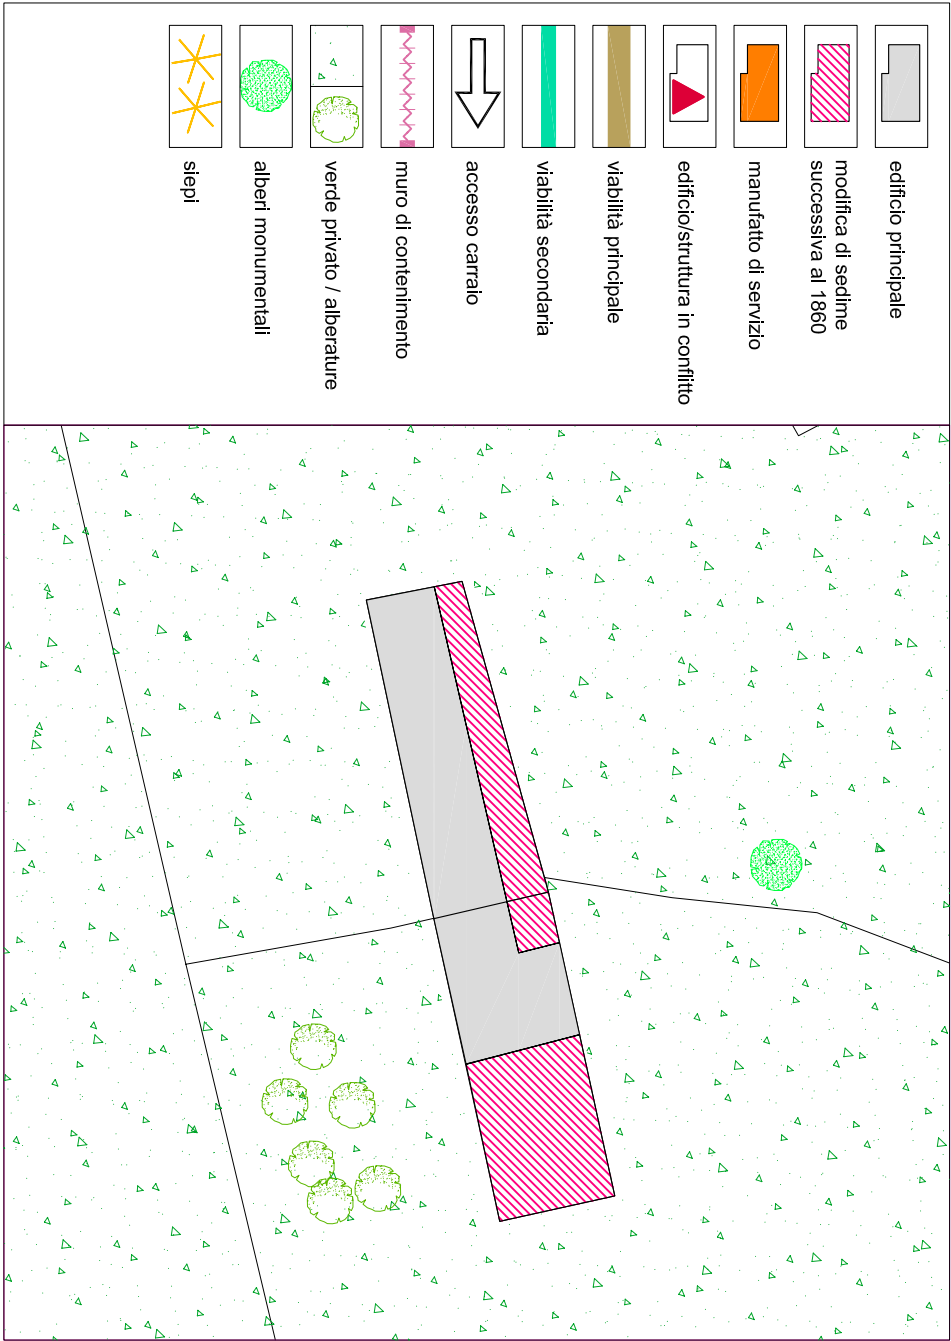 edificio principale
modifica di sedime
successiva al 1860
manufatto di servizio
edificio/struttura in conflitto
viabilità principale
viabilità secondaria
accesso carraio
muro di contenimento
verde privato / alberature
alberi monumentali
siepi